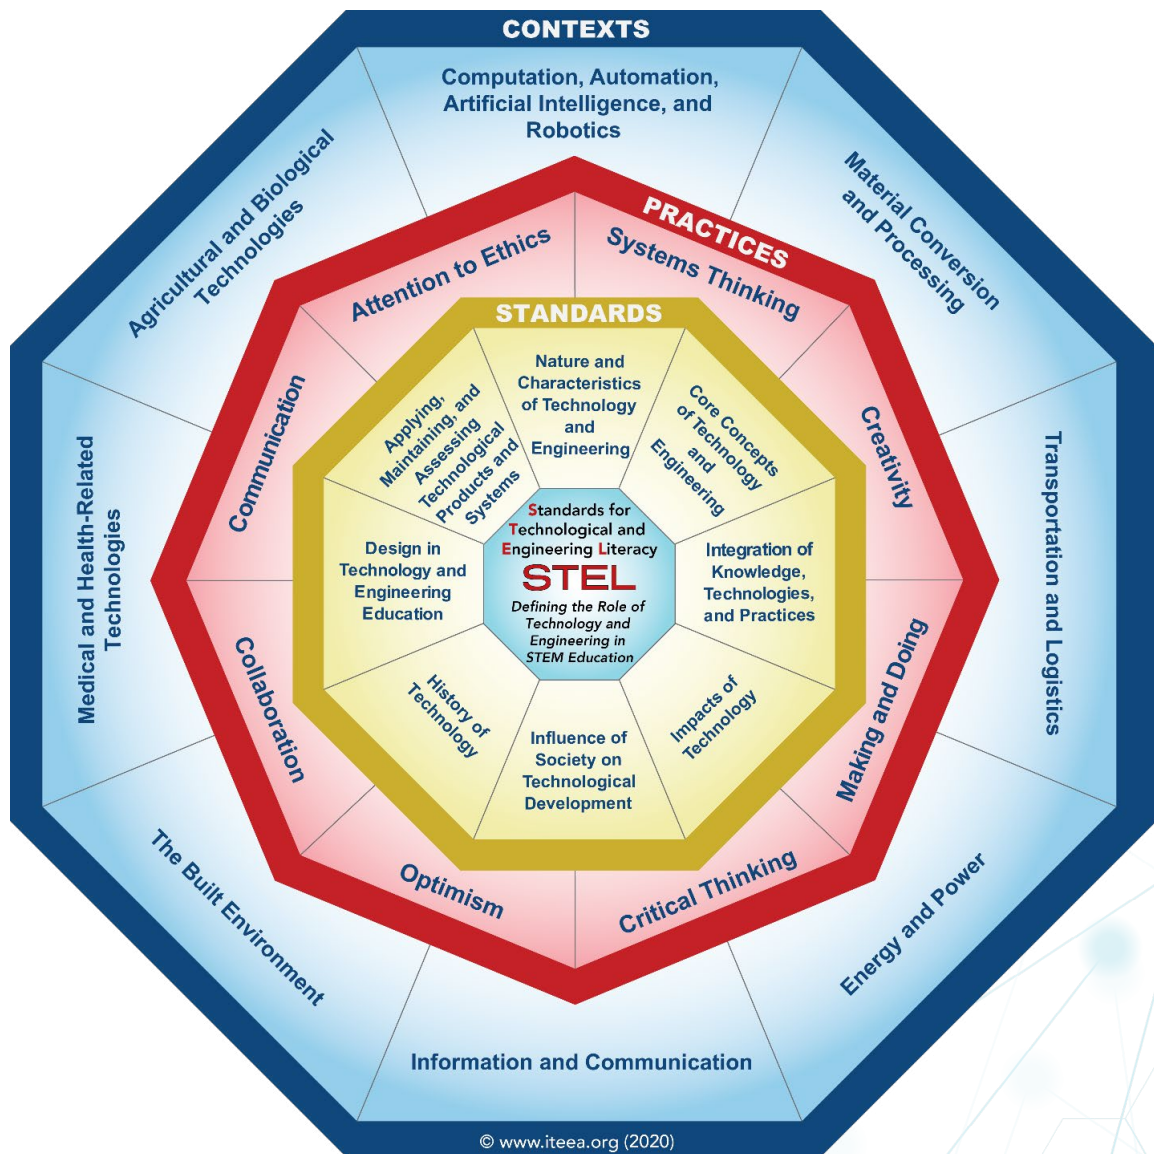 CONTEXTS
Computation, Automation,
Artificial Intelligence, and
Robotics
Material Conversion
and Processing
Transportation and Logistics
Energy and Power
Information and Communication
The Built Environment
Medical and Health-Related
Technologies
Agricultural and Biological
Technologies
PRACTICES
Systems Thinking
Creativity
Making and Doing
Critical Thinking
Optimism
Collaboration
Communication
Attention to Ethics
STANDARDS
Nature and
Characteristics
of Technology
and
Engineering
Core Concepts
of Technology
and
Engineering
Integration of
Knowledge,
Technologies,
and Practices
Impacts of
Technology
Influence of
Society on
Technological
Development
History of
Technology
Design in
Technology and
Engineering
Education
Applying,
Maintaining, and
Assessing
Technological
Products and
Systems
Standards for
Technological and
Engineering Literacy
STEL
Defining the Role of
Technology and
Engineering in
STEM Education
© www.iteea.org (2020)